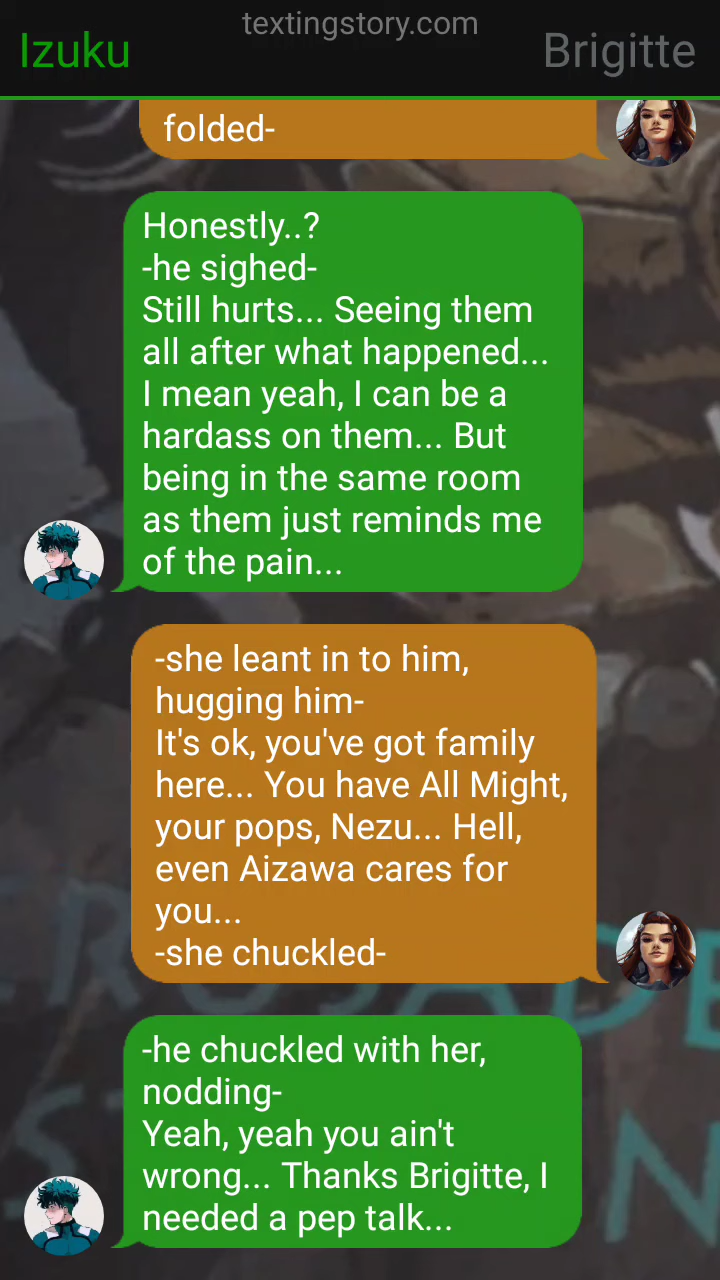 textingstory.com
Izuku
Brigitte
folded-
Honestly..?
-he sighed-
Still hurts... Seeing them
all after what happened...
I mean yeah, I can be a
hardass on them... But
being in the same room
as them just reminds me
of the pain...
-she leant in to him,
hugging him-
It's ok, you've got family
here... You have All Might,
your pops, Nezu... Hell,
even Aizawa cares for
you...
-she chuckled-
-he chuckled with her,
nodding-
Yeah, yeah you ain't
wrong... Thanks Brigitte, I
needed a pep talk...